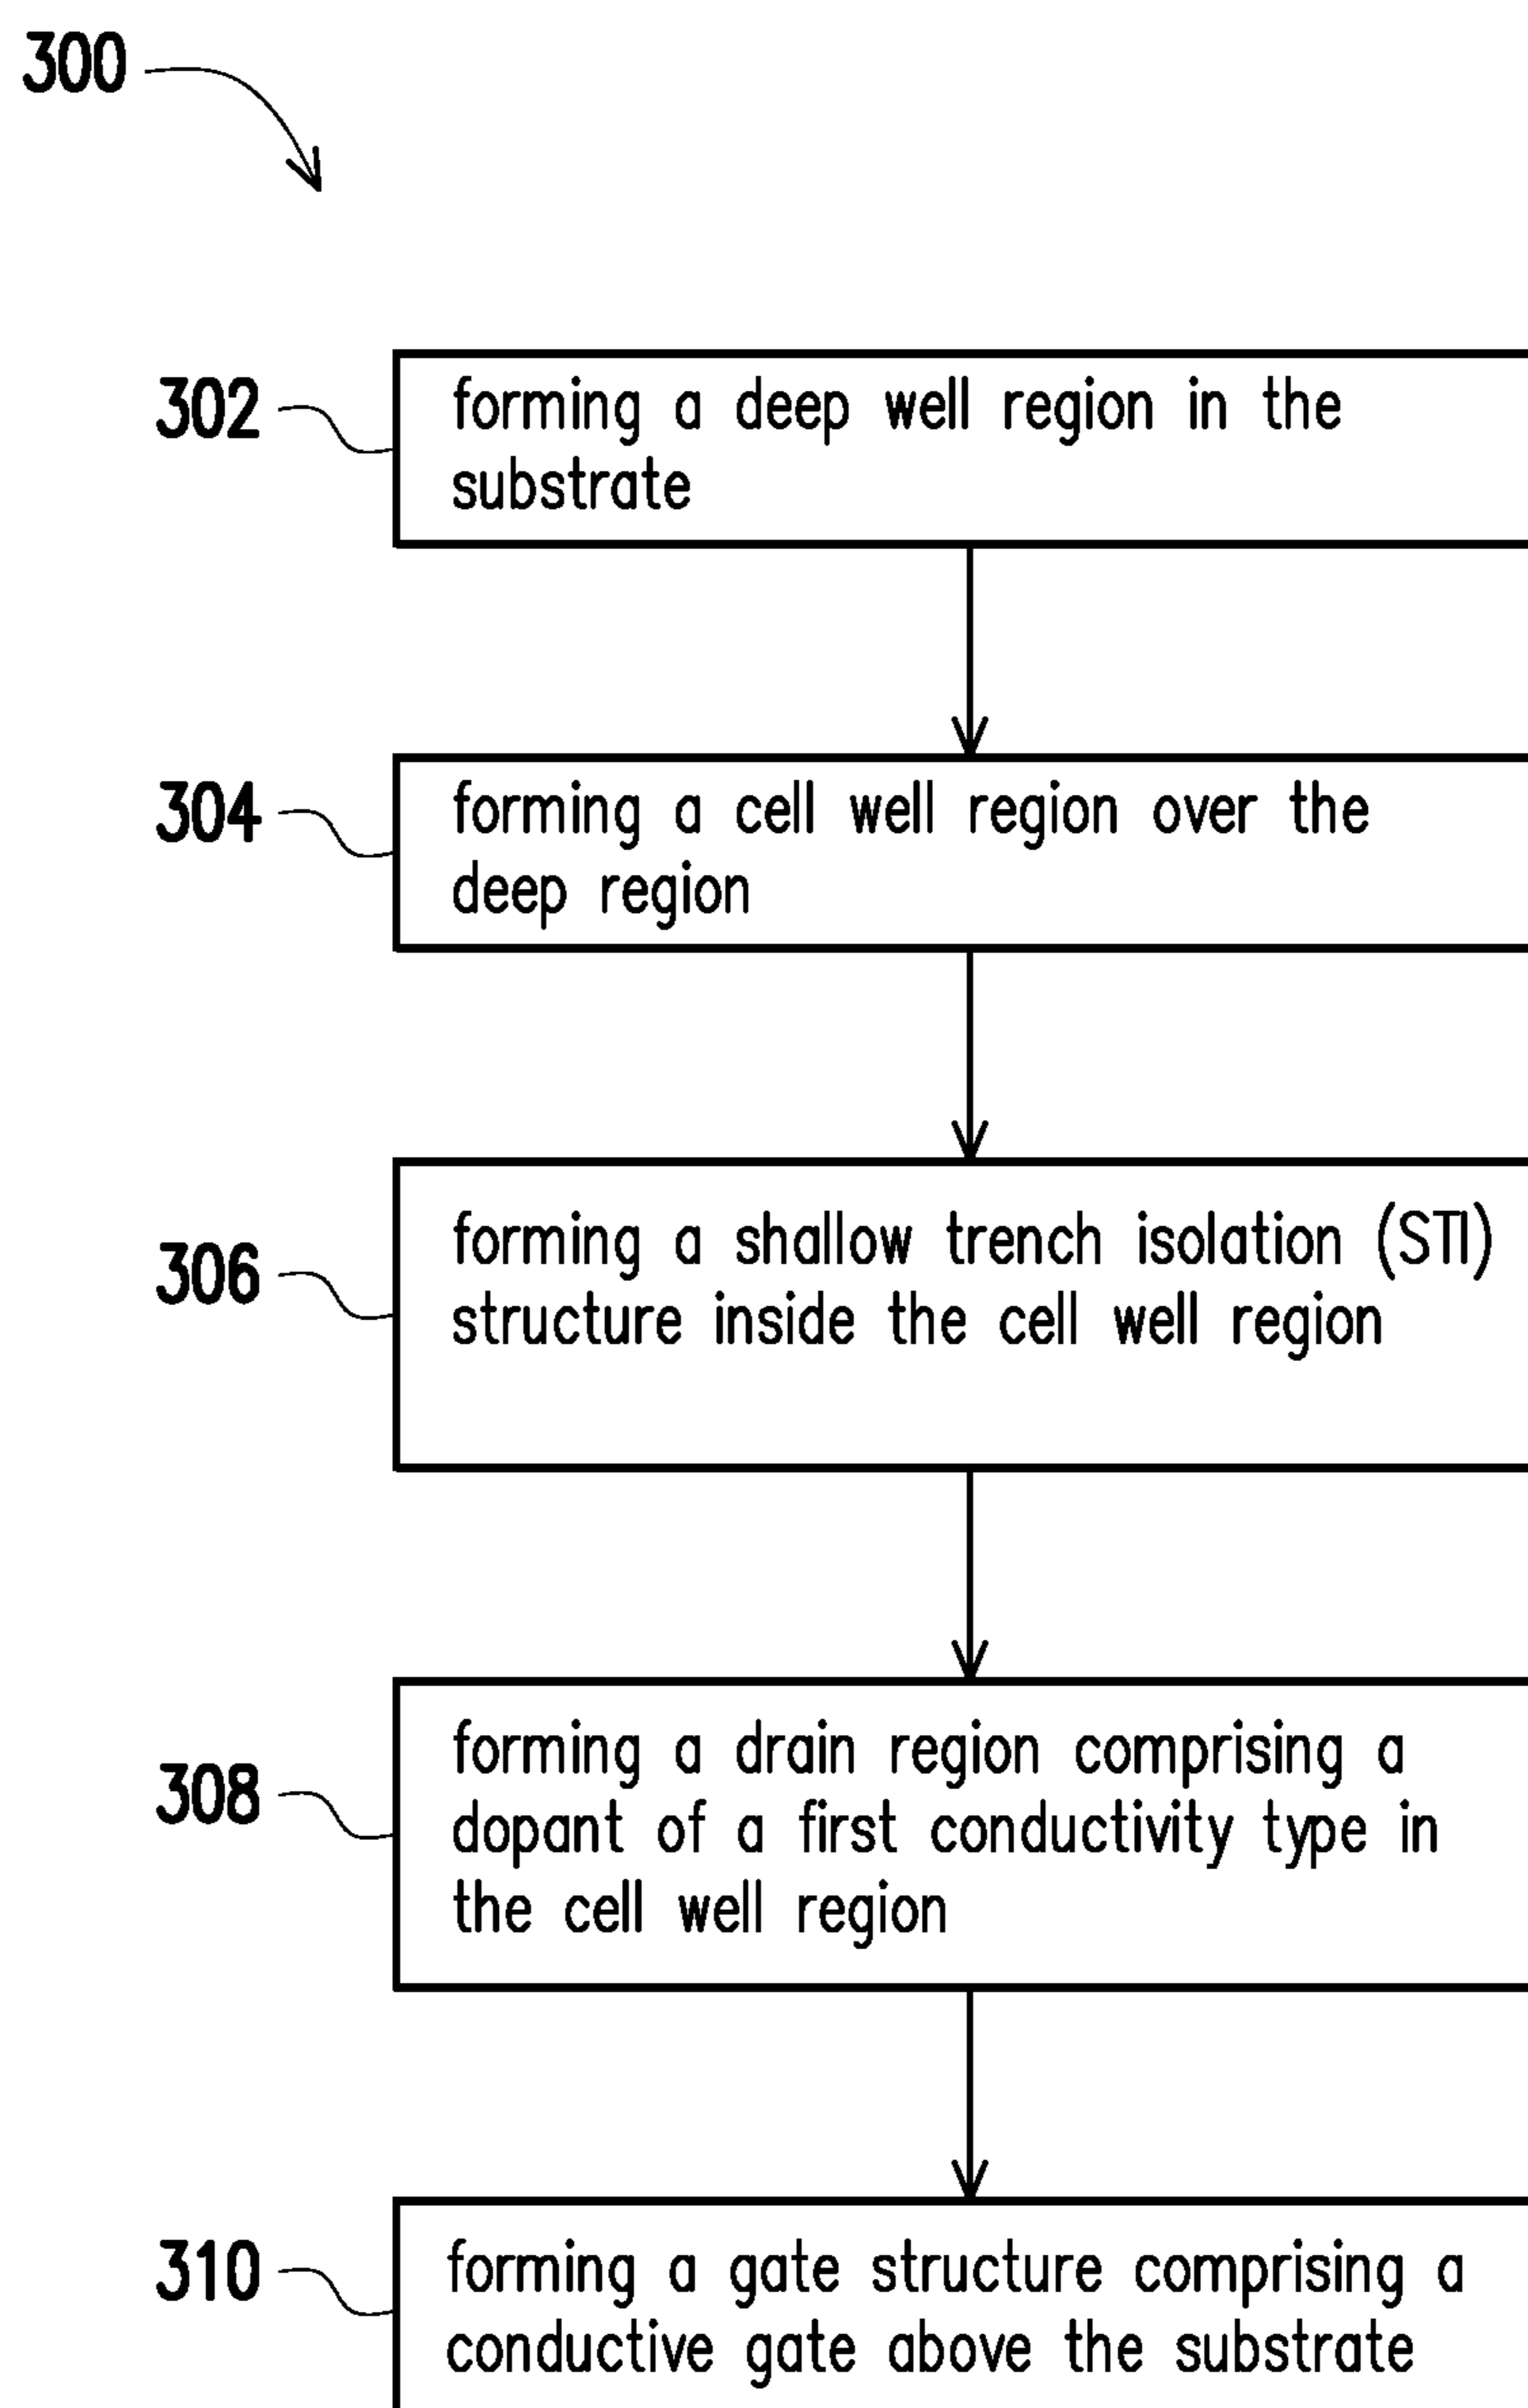 300
302
forming a deep well region in the
substrate
304
forming a cell well region over the
deep region
306
forming a shallow trench isolation (STI)
structure inside the cell well region
308
forming a drain region comprising a
dopant of a first conductivity type in
the cell well region
310
forming a gate structure comprising a
conductive gate above the substrate